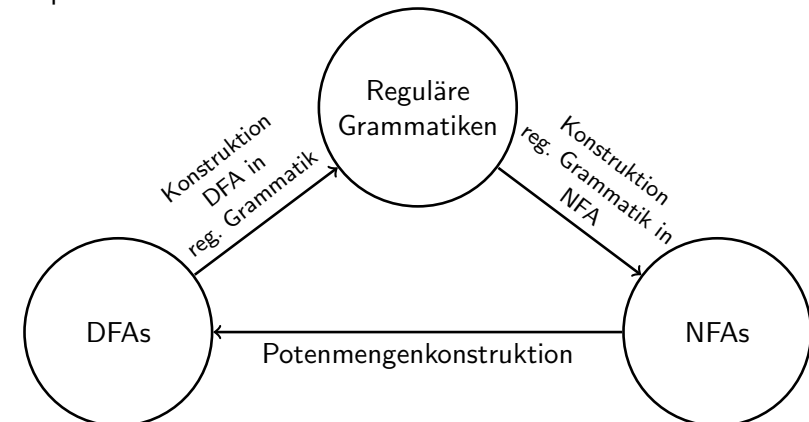 Reguläre
Grammatiken
Konstruktion
DFA in
reg. Grammatik
Konstruktion
reg. Grammatik in
NFA
DFAs
NFAs
Potenmengenkonstruktion